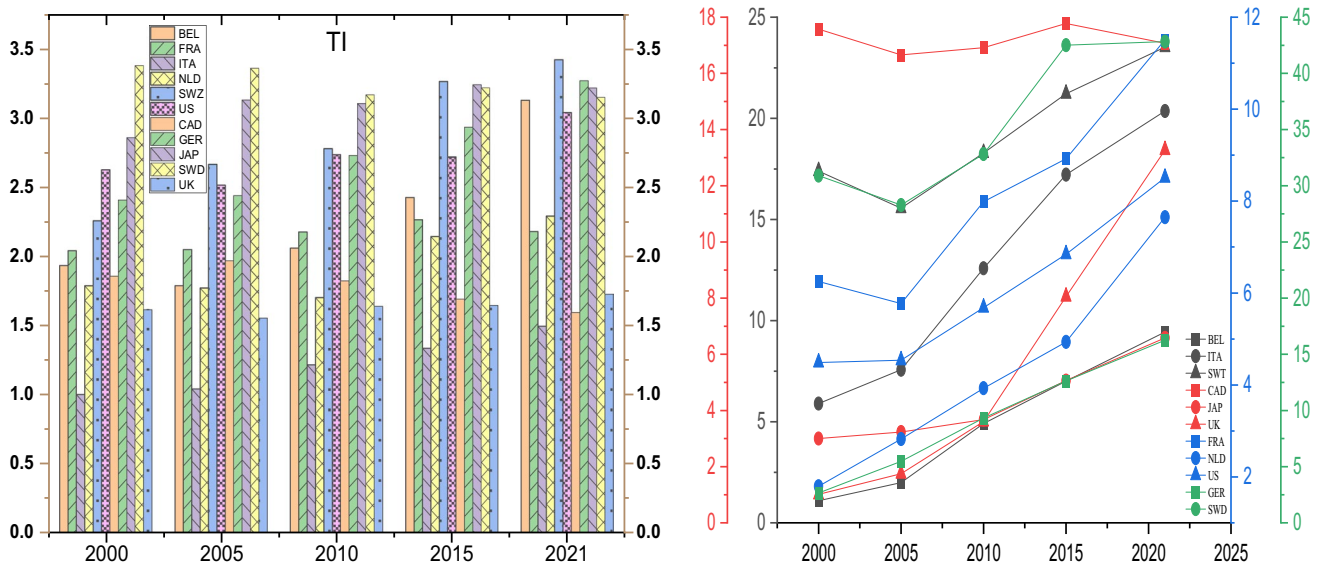 TI
BEL
FRA
ITA
NLD
SWZ
US
CAD
GER
JAP
SWD
UK
3.5
3.0
2.5
2.0
1.5
1.0
0.5
0.0
3.5
3.0
2.5
2.0
1.5
1.0
0.5
0.0
2000 2005 2010 2015 2021
18
16
14
12
10
8
6
4
2
0
25
20
15
10
5
0
12
10
8
6
4
2
45
40
35
30
25
20
15
10
5
0
BEL
ITA
SWT
CAD
JAP
UK
FRA
NLD
US
GER
SWD
2000 2005 2010 2015 2020 2025